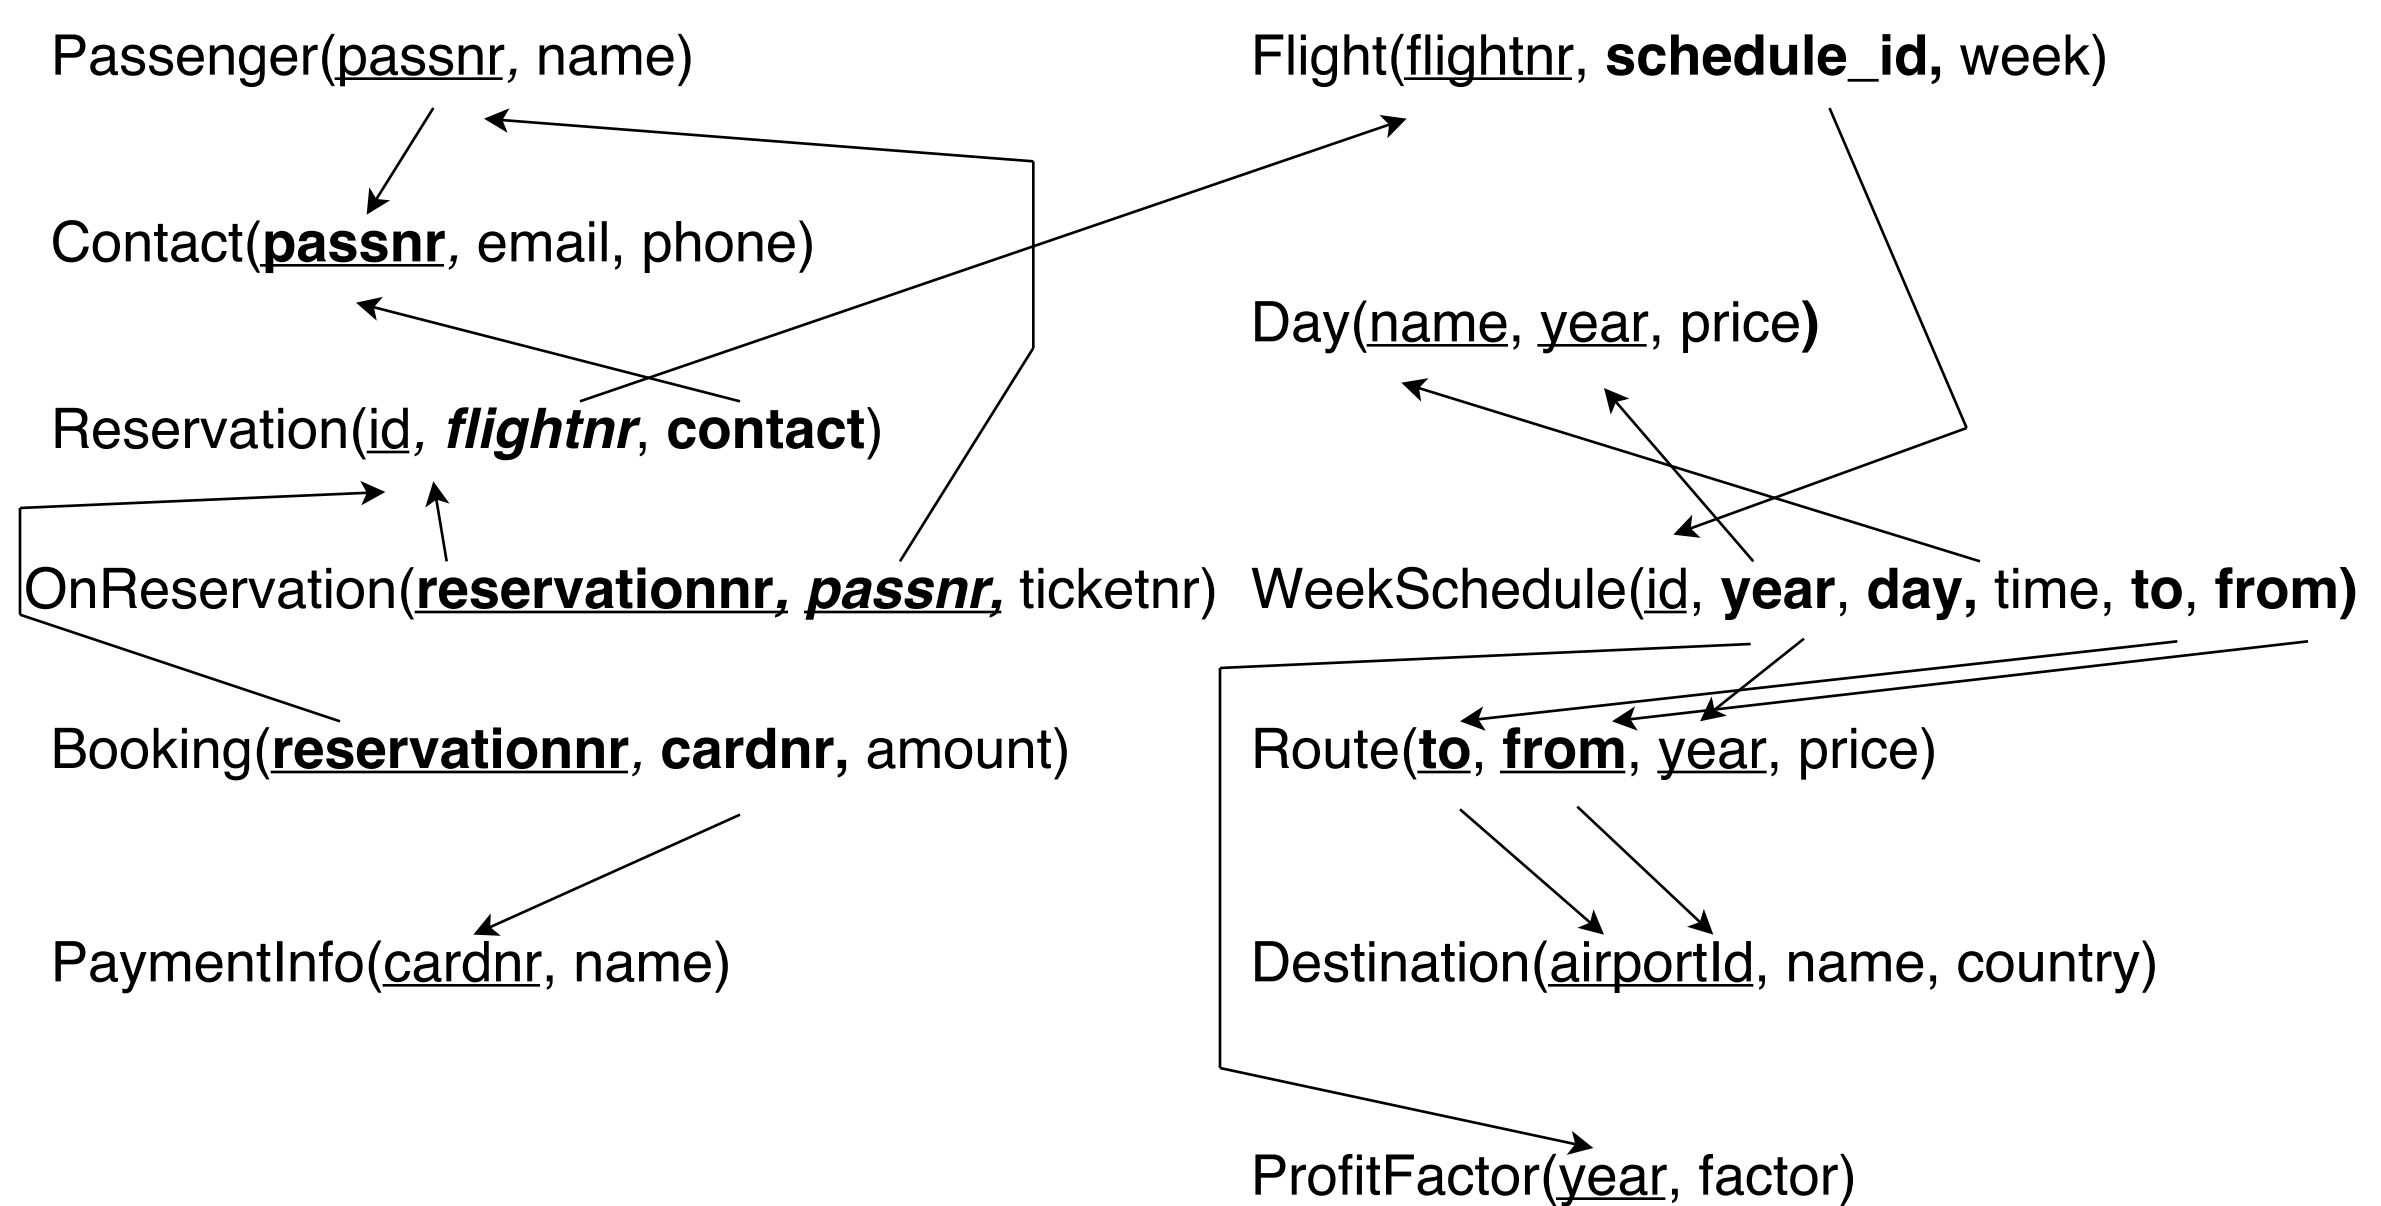 Passenger(passnr, name)
Contact(passnr, email, phone)
Reservation(id, flightnr, contact)
OnReservation(reservationnr, passnr, ticketnr)
Booking(reservationnr, cardnr, amount)
PaymentInfo(cardnr, name)
Flight(flightnr, schedule_id, week)
Day(name, year, price)
WeekSchedule(id, year, day, time, to, from)
Route(to, from, year, price)
Destination(airportId, name, country)
ProfitFactor(year, factor)